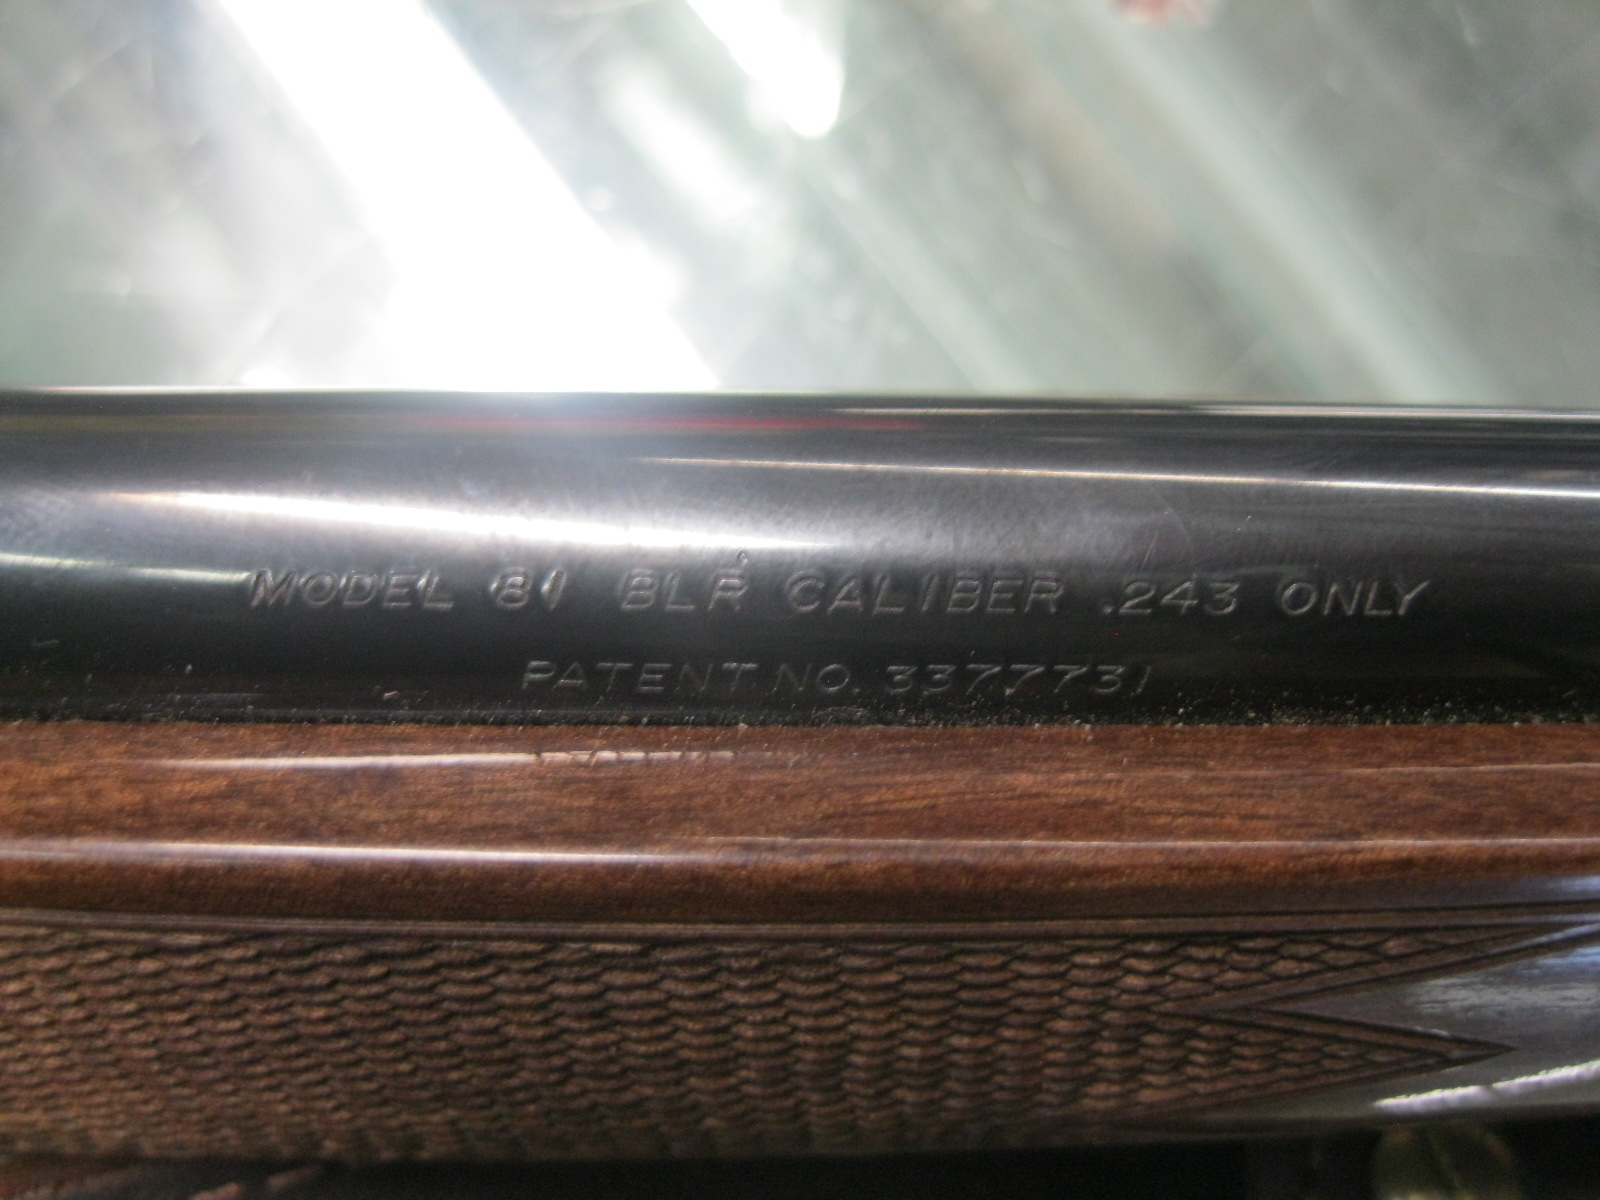 MODEL 81 BLR CALIBER .243 ONLY
PATENT NO. 3377731